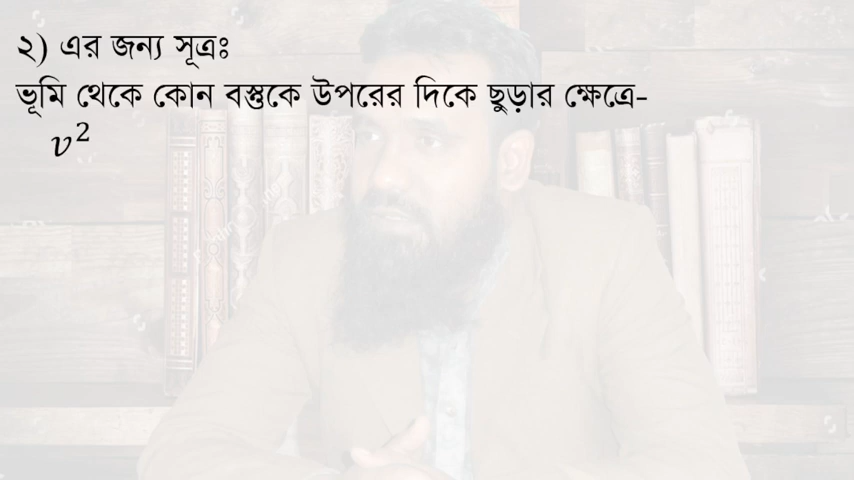 ২) এর জন্য সূত্রঃ
ভূমি থেকে কোন বস্তুকে উপরের দিকে ছুড়ার ক্ষেত্রে-
𝑣²